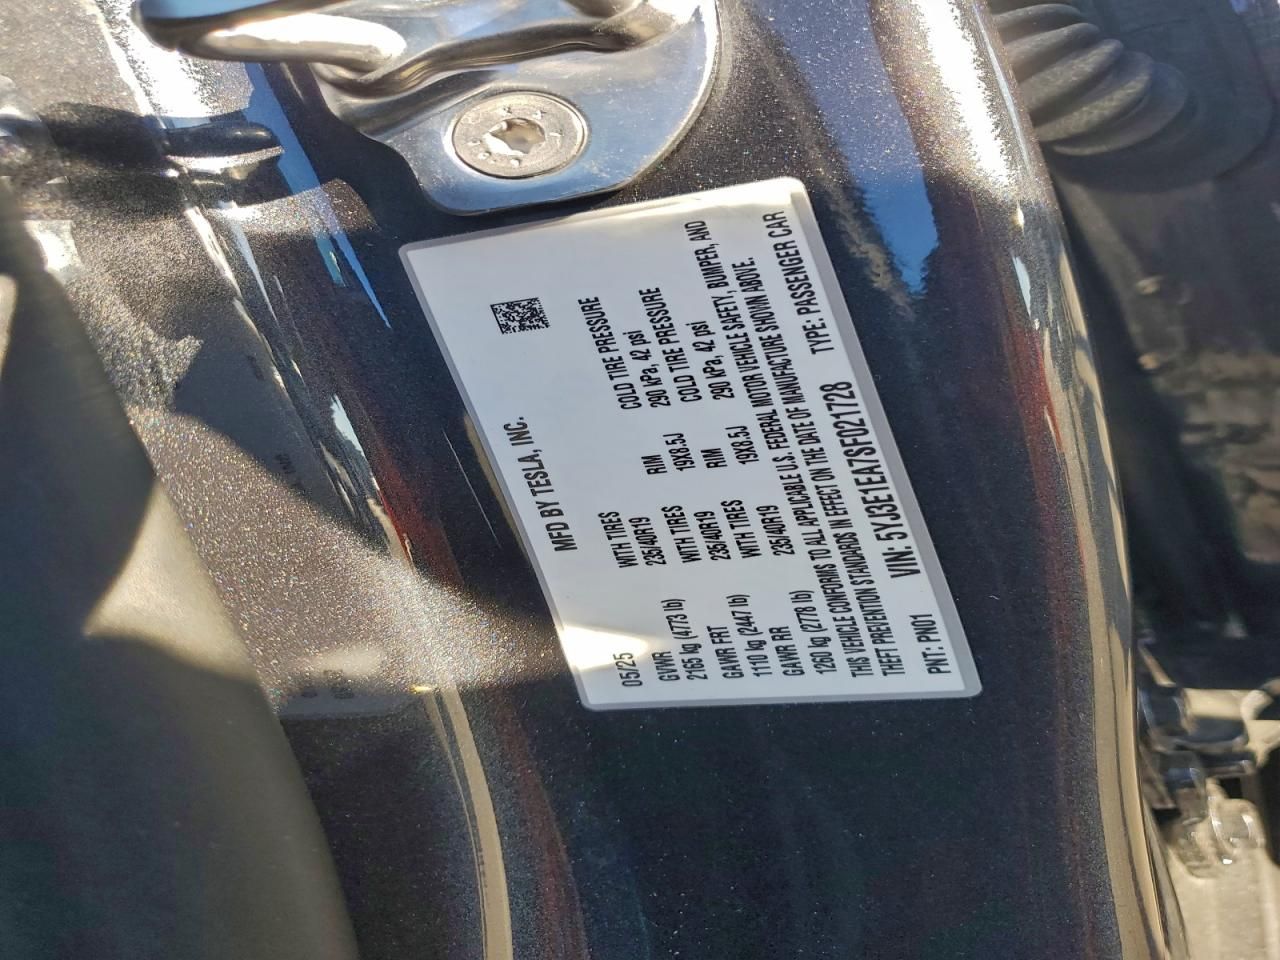 MFD BY TESLA, INC.
05/25
GVWR WITH TIRES RIM COLD TIRE PRESSURE
2165 kg (4773 lb) 235/40R19 19X8.5J 290 kPa, 42 psi
GAWR FRT WITH TIRES RIM COLD TIRE PRESSURE
1110 kg (2447 lb) 235/40R19 19X8.5J 290 kPa, 42 psi
GAWR RR WITH TIRES
1260 kg (2778 lb) 235/40R19
THIS VEHICLE CONFORMS TO ALL APPLICABLE U.S. FEDERAL MOTOR VEHICLE SAFETY, BUMPER, AND
THEFT PREVENTION STANDARDS IN EFFECT ON THE DATE OF MANUFACTURE SHOWN ABOVE.
VIN: 5YJ3E1EA7SF021728 TYPE: PASSENGER CAR
PNT: PN01